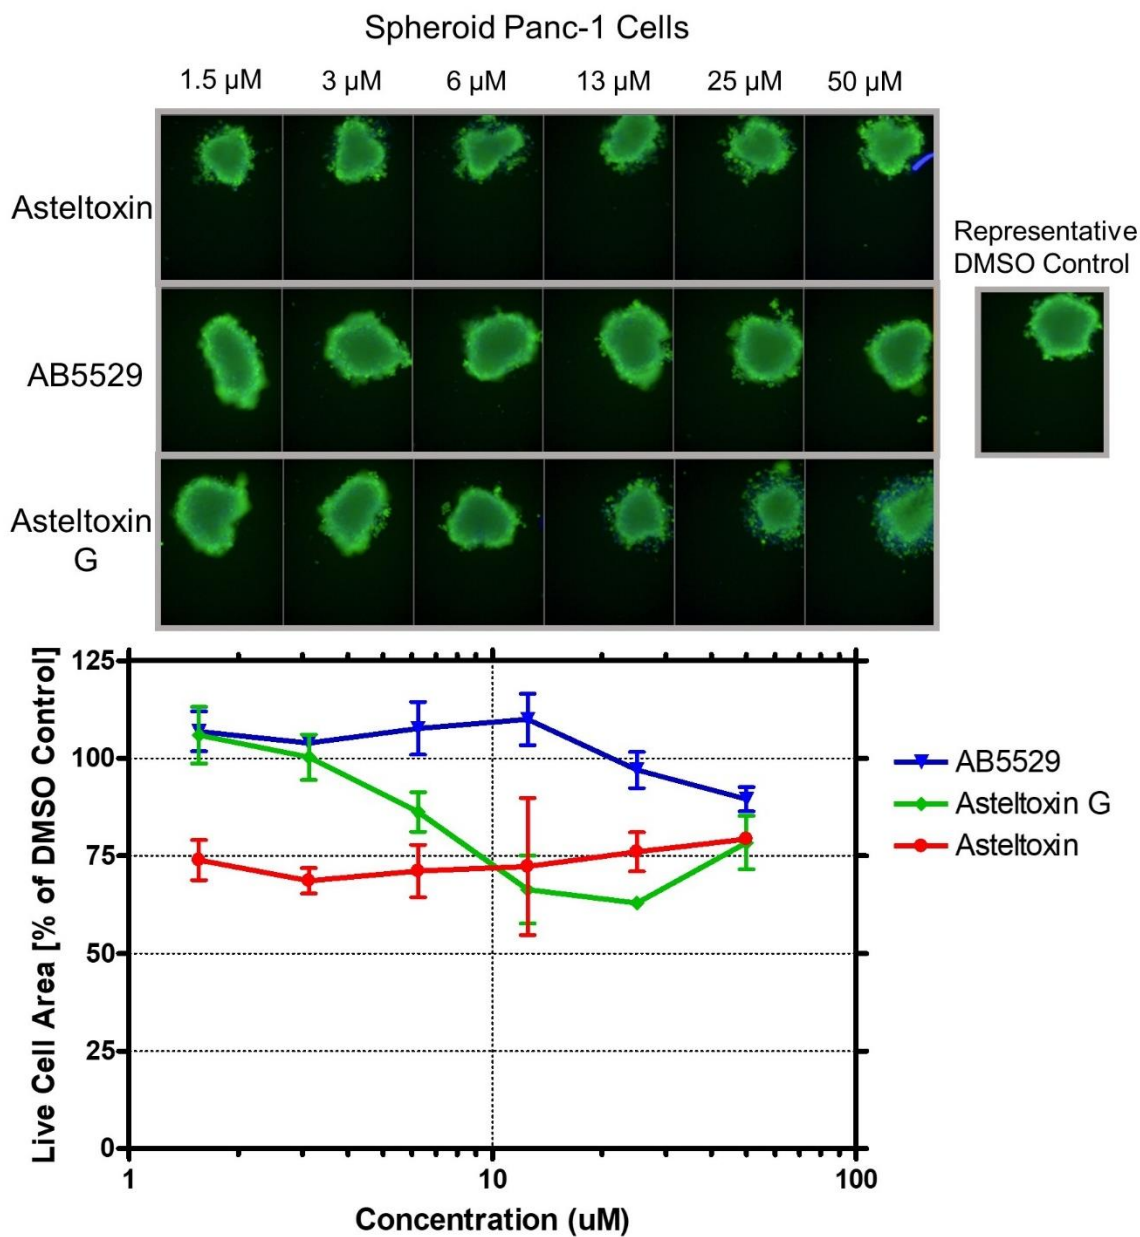 Spheroid Panc-1 Cells
1.5 µM 3 µM 6 µM 13 µM 25 µM 50 µM
Asteltoxin
Representative
DMSO Control
AB5529
Asteltoxin
G
Live Cell Area [% of DMSO Control]
125
100
75
50
25
0
1 10 100
Concentration (uM)
AB5529
Asteltoxin G
Asteltoxin